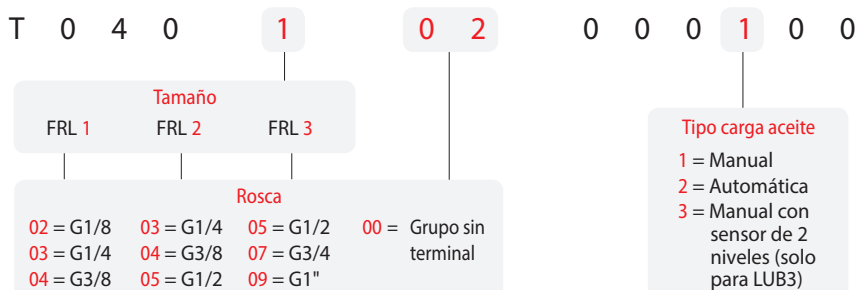 T 0 4 0 1 0 2 0 0 0 1 0 0
Tamaño
FRL 1 FRL 2 FRL 3
Rosca
02 = G1/8 03 = G1/4 05 = G1/2 00 = Grupo sin
03 = G1/4 04 = G3/8 07 = G3/4 terminal
04 = G3/8 05 = G1/2 09 = G1"
Tipo carga aceite
1 = Manual
2 = Automática
3 = Manual con
sensor de 2
niveles (solo
para LUB3)